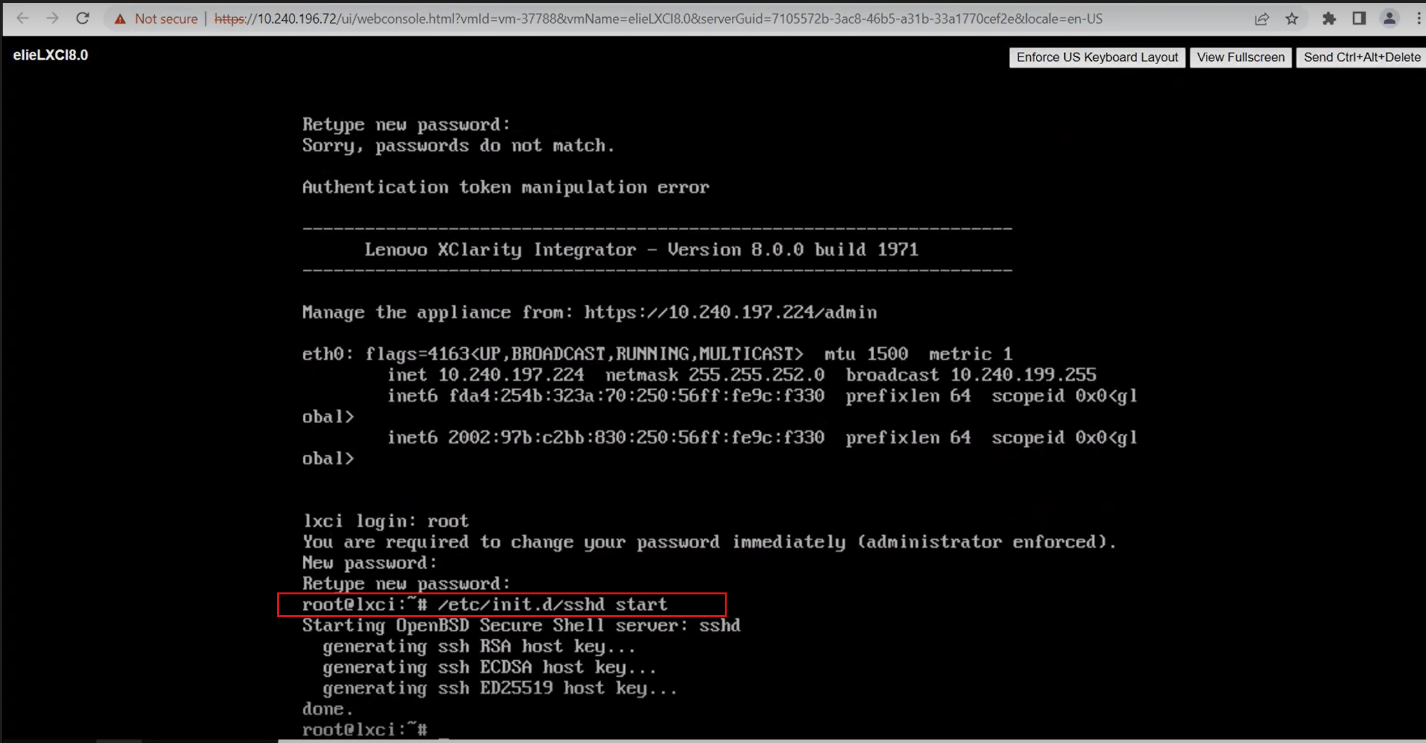 Not secure | https://10.240.196.72/ui/webconsole.html?vmId=vm-37788&vmName=elieLXCI8.0&serverGuid=7105572b-3ac8-46b5-a31b-33a1770cef2e&locale=en-US
elieLXCI8.0
Enforce US Keyboard Layout View Fullscreen Send Ctrl+Alt+Delete
Retype new password:
Sorry, passwords do not match.
Authentication token manipulation error
--------------------------------------------------------------------
Lenovo XClarity Integrator - Version 8.0.0 build 1971
--------------------------------------------------------------------
Manage the appliance from: https://10.240.197.224/admin
eth0: flags=4163<UP,BROADCAST,RUNNING,MULTICAST>  mtu 1500  metric 1
inet 10.240.197.224  netmask 255.255.252.0  broadcast 10.240.199.255
inet6 fda4:254b:323a:70:250:56ff:fe9c:f330  prefixlen 64  scopeid 0x0<gl
obal>
inet6 2002:97b:c2bb:830:250:56ff:fe9c:f330  prefixlen 64  scopeid 0x0<gl
obal>
lxci login: root
You are required to change your password immediately (administrator enforced).
New password:
Retype new password:
root@lxci:~# /etc/init.d/sshd start
Starting OpenBSD Secure Shell server: sshd
generating ssh RSA host key...
generating ssh ECDSA host key...
generating ssh ED25519 host key...
done.
root@lxci:~# _